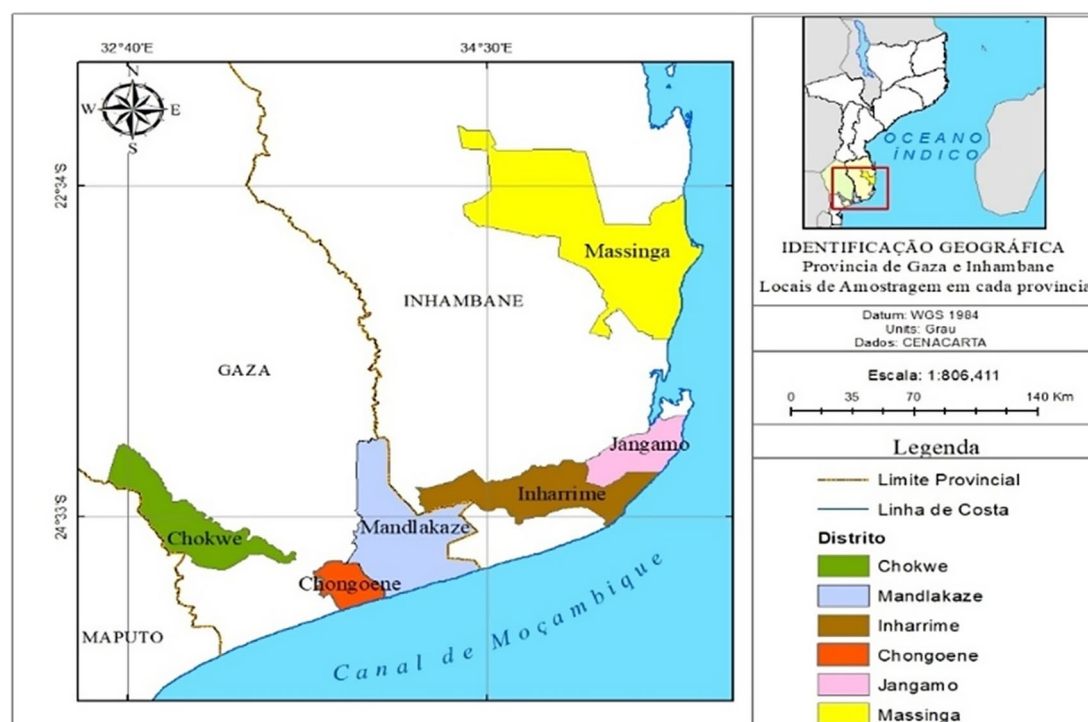 32°40'E
34°30'E
N
W
E
S
22°34'S
Massinga
INHAMBANE
GAZA
Jangamo
Inharrime
24°33'S
Mandlakaze
Chokwe
Chongoene
MAPUTO
Canal de Moçambique
OCEANO
ÍNDICO
IDENTIFICAÇÃO GEOGRÁFICA
Provincia de Gaza e Inhambane
Locais de Amostragem em cada provincia
Datum: WGS 1984
Units: Grau
Dados: CENACARTA
Escala: 1:806,411
0 35 70 140 Km
Legenda
Limite Provincial
Linha de Costa
Distrito
Chokwe
Mandlakaze
Inharrime
Chongoene
Jangamo
Massinga